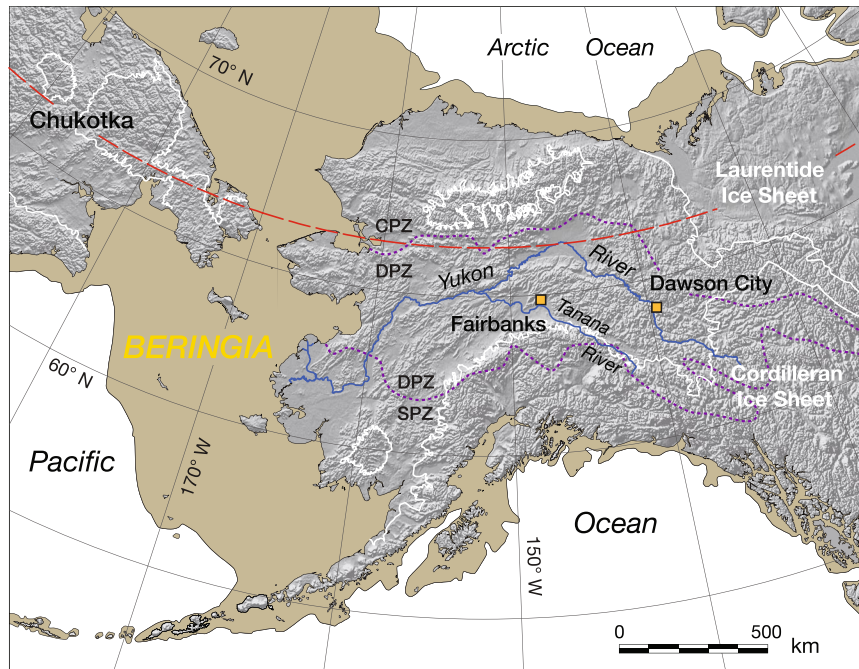 Arctic Ocean
70° N
Chukotka
Laurentide
Ice Sheet
CPZ
DPZ
Yukon
River
Dawson City
Fairbanks
Tanana
River
BERINGIA
60° N
DPZ
SPZ
Cordilleran
Ice Sheet
Pacific
170° W
Ocean
150° W
0 500 km